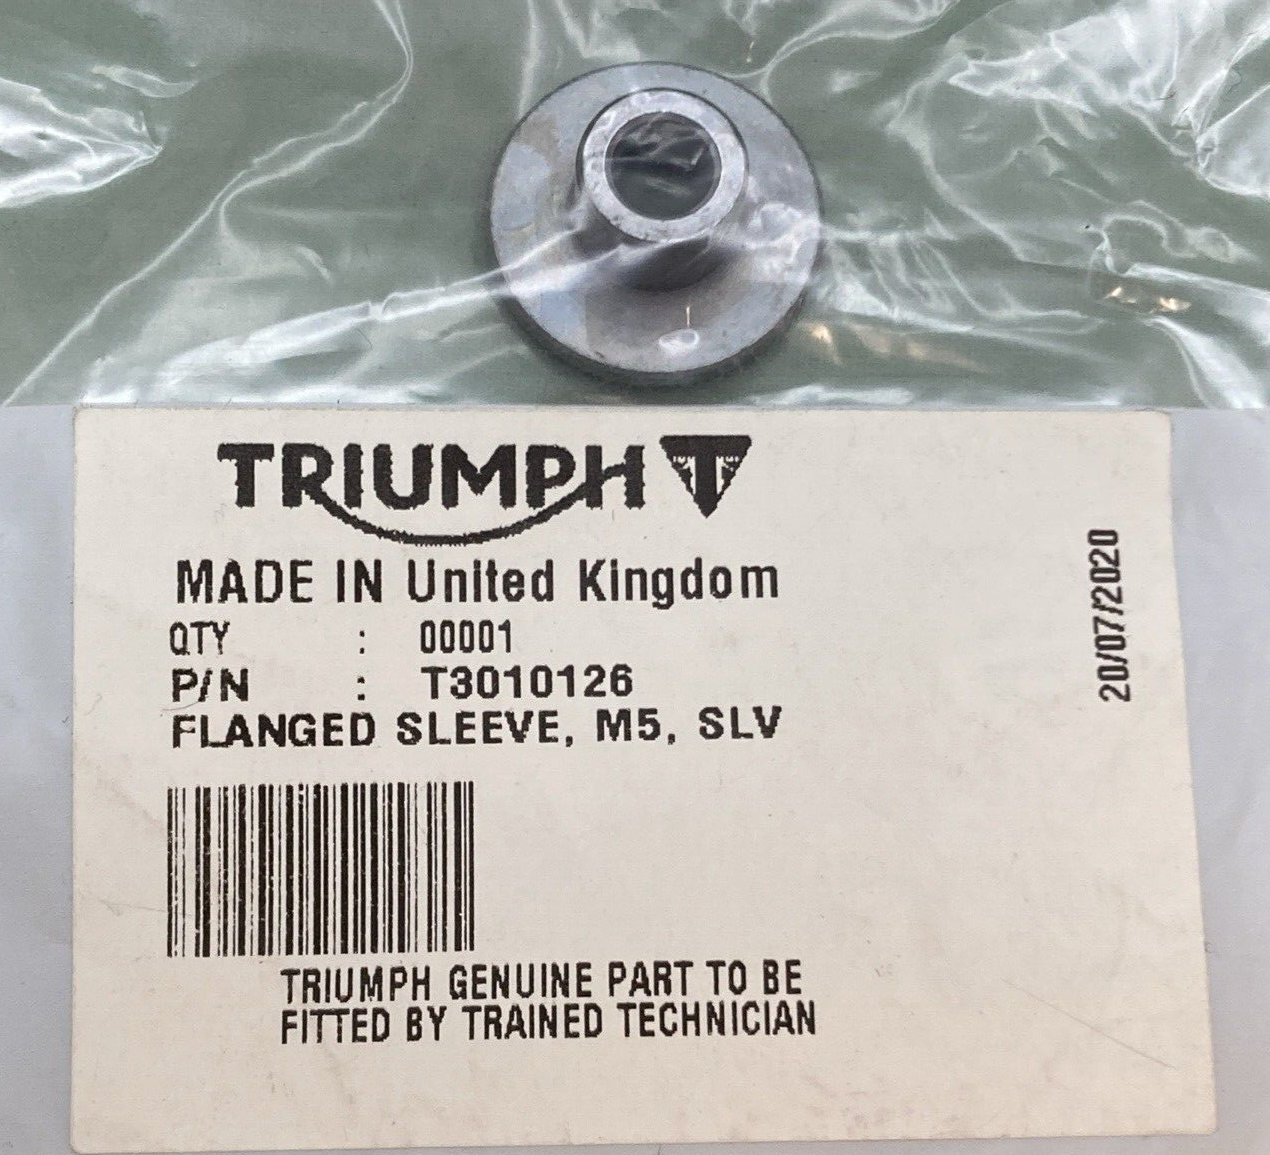 TRIUMPH
MADE IN United Kingdom
QTY : 00001
P/N : T3010126
FLANGED SLEEVE, M5, SLV
TRIUMPH GENUINE PART TO BE
FITTED BY TRAINED TECHNICIAN
20/07/2020